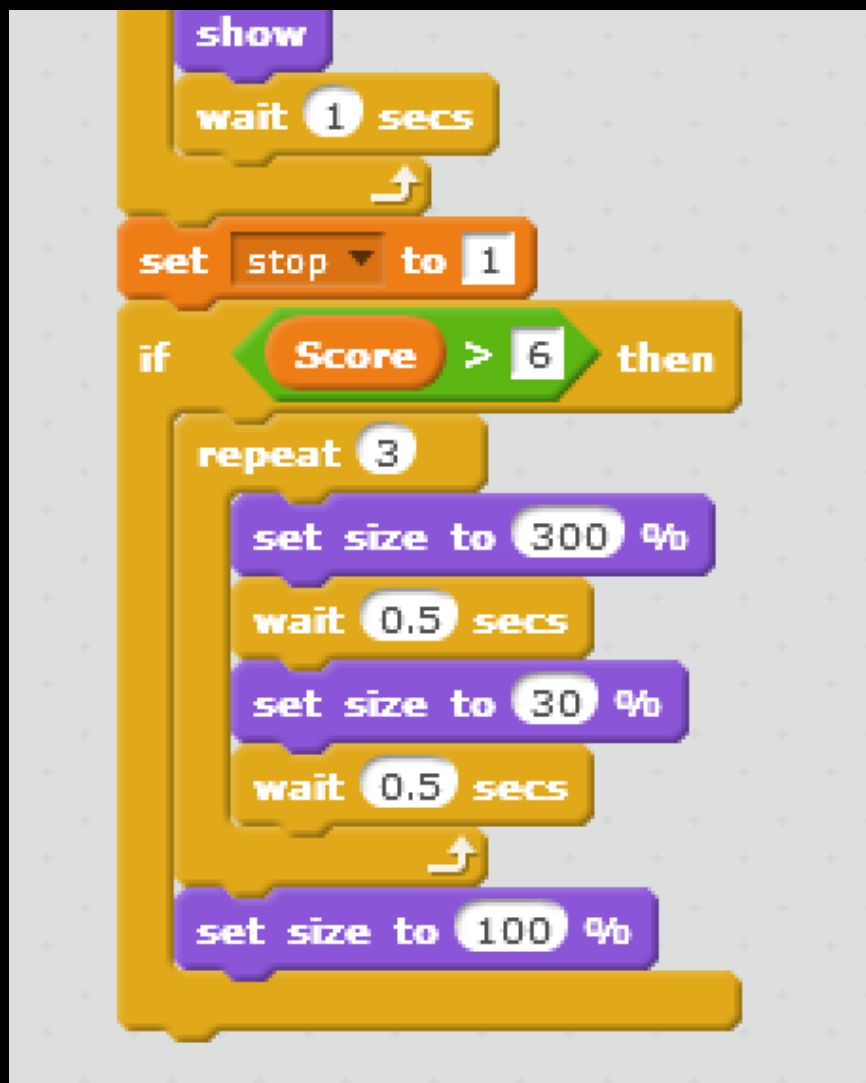 show
wait 1 secs
set stop to 1
if Score > 6 then
repeat 3
set size to 300 %
wait 0.5 secs
set size to 30 %
wait 0.5 secs
set size to 100 %